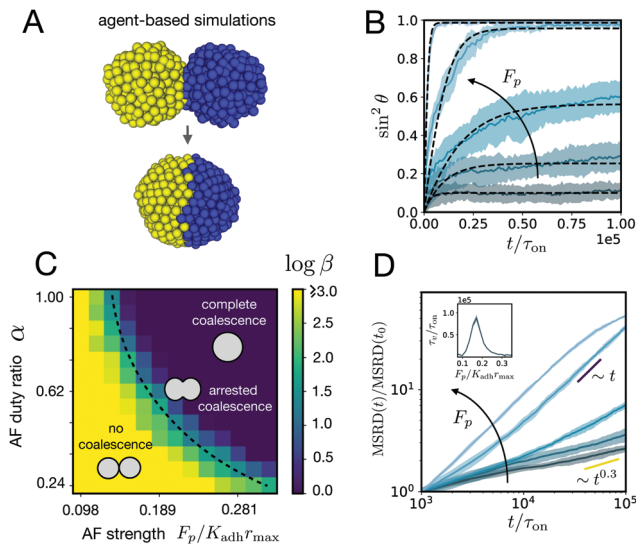 A
agent-based simulations
B
sin² θ
1.0
0.8
0.6
0.4
0.2
0.0
F_p
0.00 0.25 0.50 0.75 1.00
1e5
t/τ_on
C
log β
AF duty ratio α
1.00
0.62
0.24
complete
coalescence
arrested
coalescence
no
coalescence
0.098 0.189 0.281
AF strength F_p/K_adh r_max
>3.0
2.5
2.0
1.5
1.0
0.5
0.0
D
MSRD(t)/MSRD(t₀)
10¹
10⁰
1e5
τ_η/τ_on
1.0
0.5
0.0
0.1 0.2 0.3
F_p/K_adh r_max
F_p
~ t
~ t^0.3
10³ 10⁴ 10⁵
t/τ_on